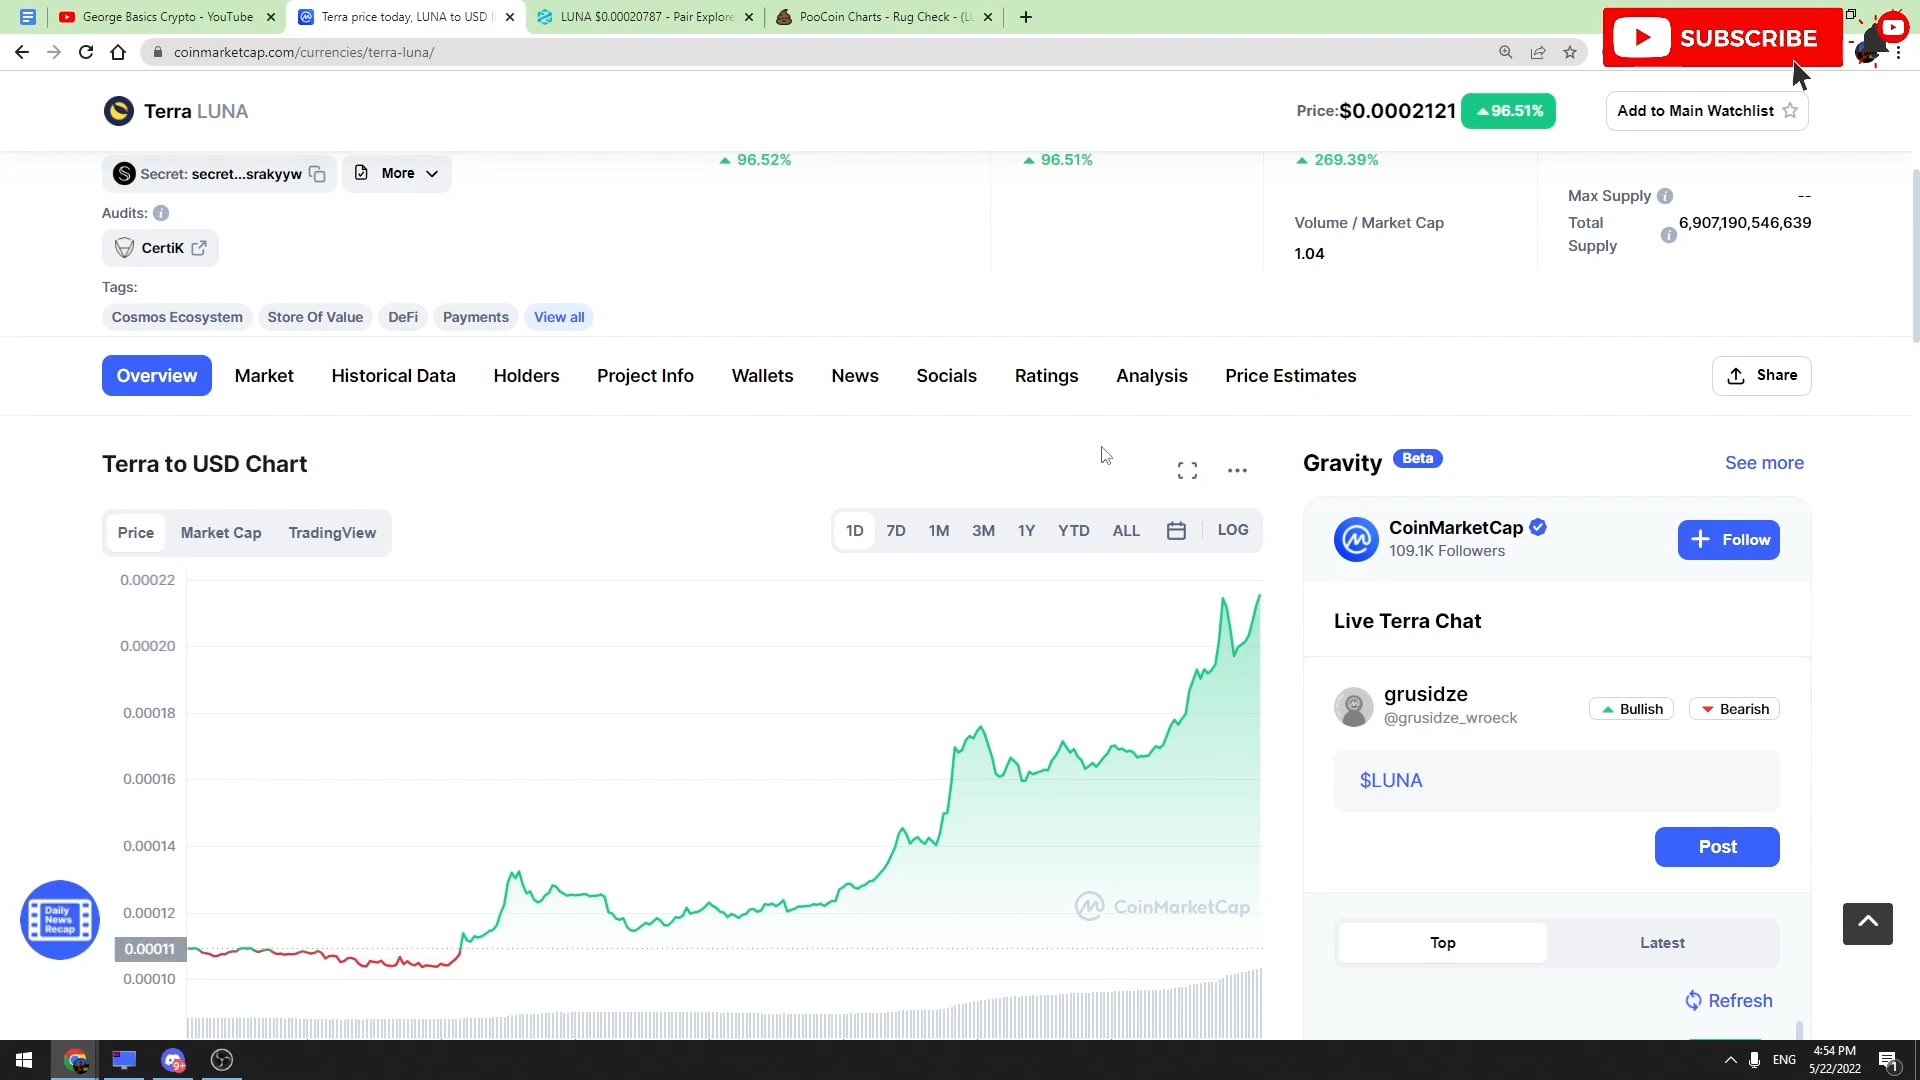 George Basics Crypto - YouTube
Terra price today, LUNA to USD li
LUNA $0.00020787 - Pair Explore
PooCoin Charts - Rug Check - (LU
coinmarketcap.com/currencies/terra-luna/
SUBSCRIBE
Terra LUNA
Price:$0.0002121
96.51%
Add to Main Watchlist
Secret: secret...srakyyw
More
96.52%
96.51%
269.39%
Max Supply
--
Audits:
Volume / Market Cap
Total Supply
6,907,190,546,639
CertiK
1.04
Tags:
Cosmos Ecosystem
Store Of Value
DeFi
Payments
View all
Overview
Market
Historical Data
Holders
Project Info
Wallets
News
Socials
Ratings
Analysis
Price Estimates
Share
Terra to USD Chart
Gravity
Beta
See more
Price
Market Cap
TradingView
1D
7D
1M
3M
1Y
YTD
ALL
LOG
CoinMarketCap
109.1K Followers
Follow
0.00022
0.00020
0.00018
0.00016
0.00014
0.00012
0.00011
0.00010
CoinMarketCap
Live Terra Chat
grusidze
@grusidze_wroeck
Bullish
Bearish
$LUNA
Post
Top
Latest
Refresh
Daily
News
Recap
9+
ENG
4:54 PM
5/22/2022
1